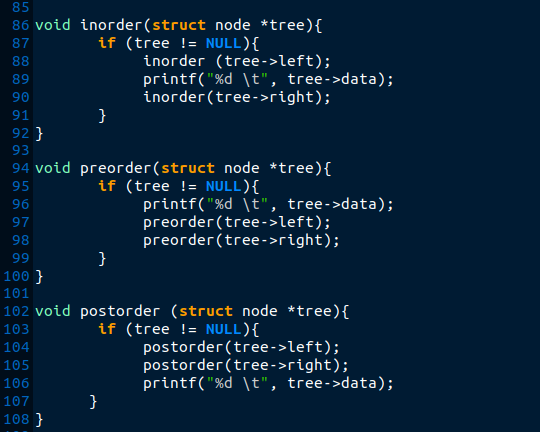 85
86 void inorder(struct node *tree){
87        if (tree != NULL){
88             inorder (tree->left);
89             printf("%d \t", tree->data);
90             inorder(tree->right);
91        }
92 }
93
94 void preorder(struct node *tree){
95        if (tree != NULL){
96             printf("%d \t", tree->data);
97             preorder(tree->left);
98             preorder(tree->right);
99        }
100 }
101
102 void postorder (struct node *tree){
103        if (tree != NULL){
104             postorder(tree->left);
105             postorder(tree->right);
106             printf("%d \t", tree->data);
107       }
108 }